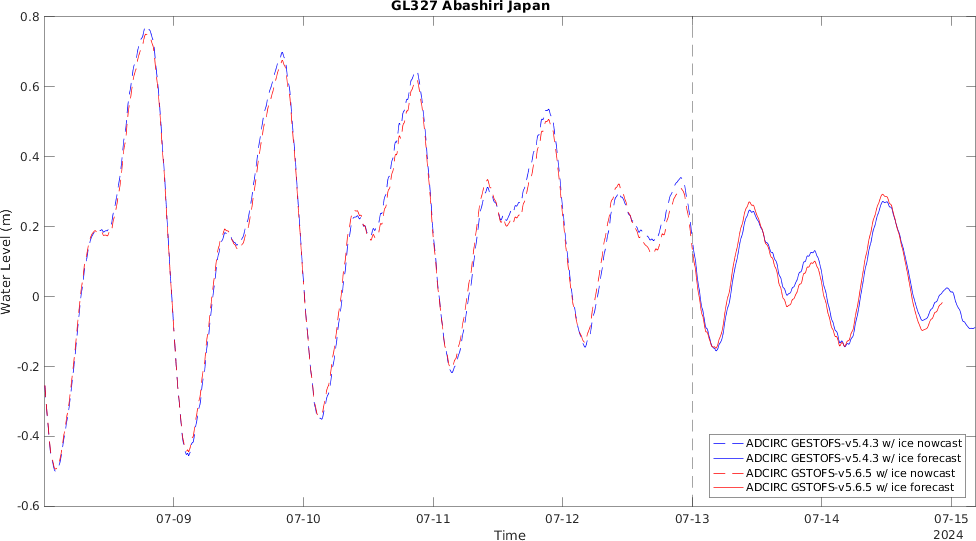 GL327 Abashiri Japan
0.8
0.6
0.4
0.2
0
-0.2
-0.4
-0.6
Water Level (m)
07-09 07-10 07-11 07-12 07-13 07-14 07-15
Time
2024
ADCIRC GESTOFS-v5.4.3 w/ ice nowcast
ADCIRC GESTOFS-v5.4.3 w/ ice forecast
ADCIRC GSTOFS-v5.6.5 w/ ice nowcast
ADCIRC GSTOFS-v5.6.5 w/ ice forecast